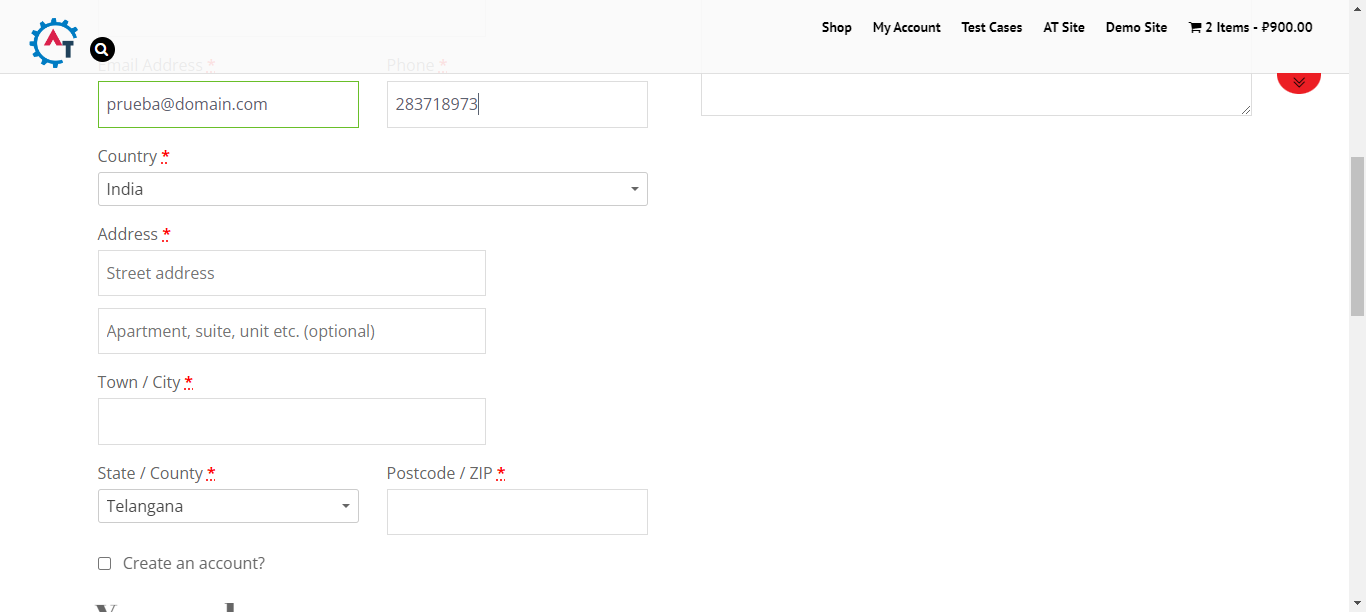 Shop My Account Test Cases AT Site Demo Site 2 Items - ₽900.00
AT
Email Address * Phone *
prueba@domain.com 283718973
Country *
India
Address *
Street address
Apartment, suite, unit etc. (optional)
Town / City *
State / County * Postcode / ZIP *
Telangana
Create an account?